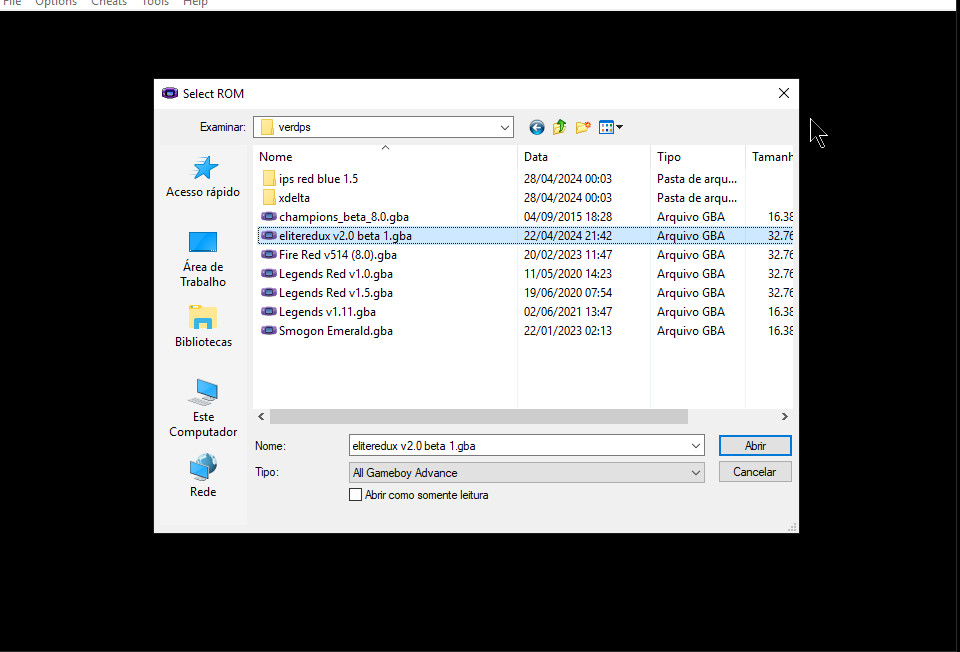 File Options Cheats Tools Help
Select ROM
Examinar: verdps
Acesso rápido
Área de
Trabalho
Bibliotecas
Este
Computador
Rede
Nome Data Tipo Tamanh
ips red blue 1.5 28/04/2024 00:03 Pasta de arqu...
xdelta 28/04/2024 00:03 Pasta de arqu...
champions_beta_8.0.gba 04/09/2015 18:28 Arquivo GBA 16.38
eliteredux v2.0 beta 1.gba 22/04/2024 21:42 Arquivo GBA 32.76
Fire Red v514 (8.0).gba 20/02/2023 11:47 Arquivo GBA 32.76
Legends Red v1.0.gba 11/05/2020 14:23 Arquivo GBA 32.76
Legends Red v1.5.gba 19/06/2020 07:54 Arquivo GBA 32.76
Legends v1.11.gba 02/06/2021 13:47 Arquivo GBA 16.38
Smogon Emerald.gba 22/01/2023 02:13 Arquivo GBA 16.38
Nome: eliteredux v2.0 beta 1.gba Abrir
Tipo: All Gameboy Advance Cancelar
Abrir como somente leitura